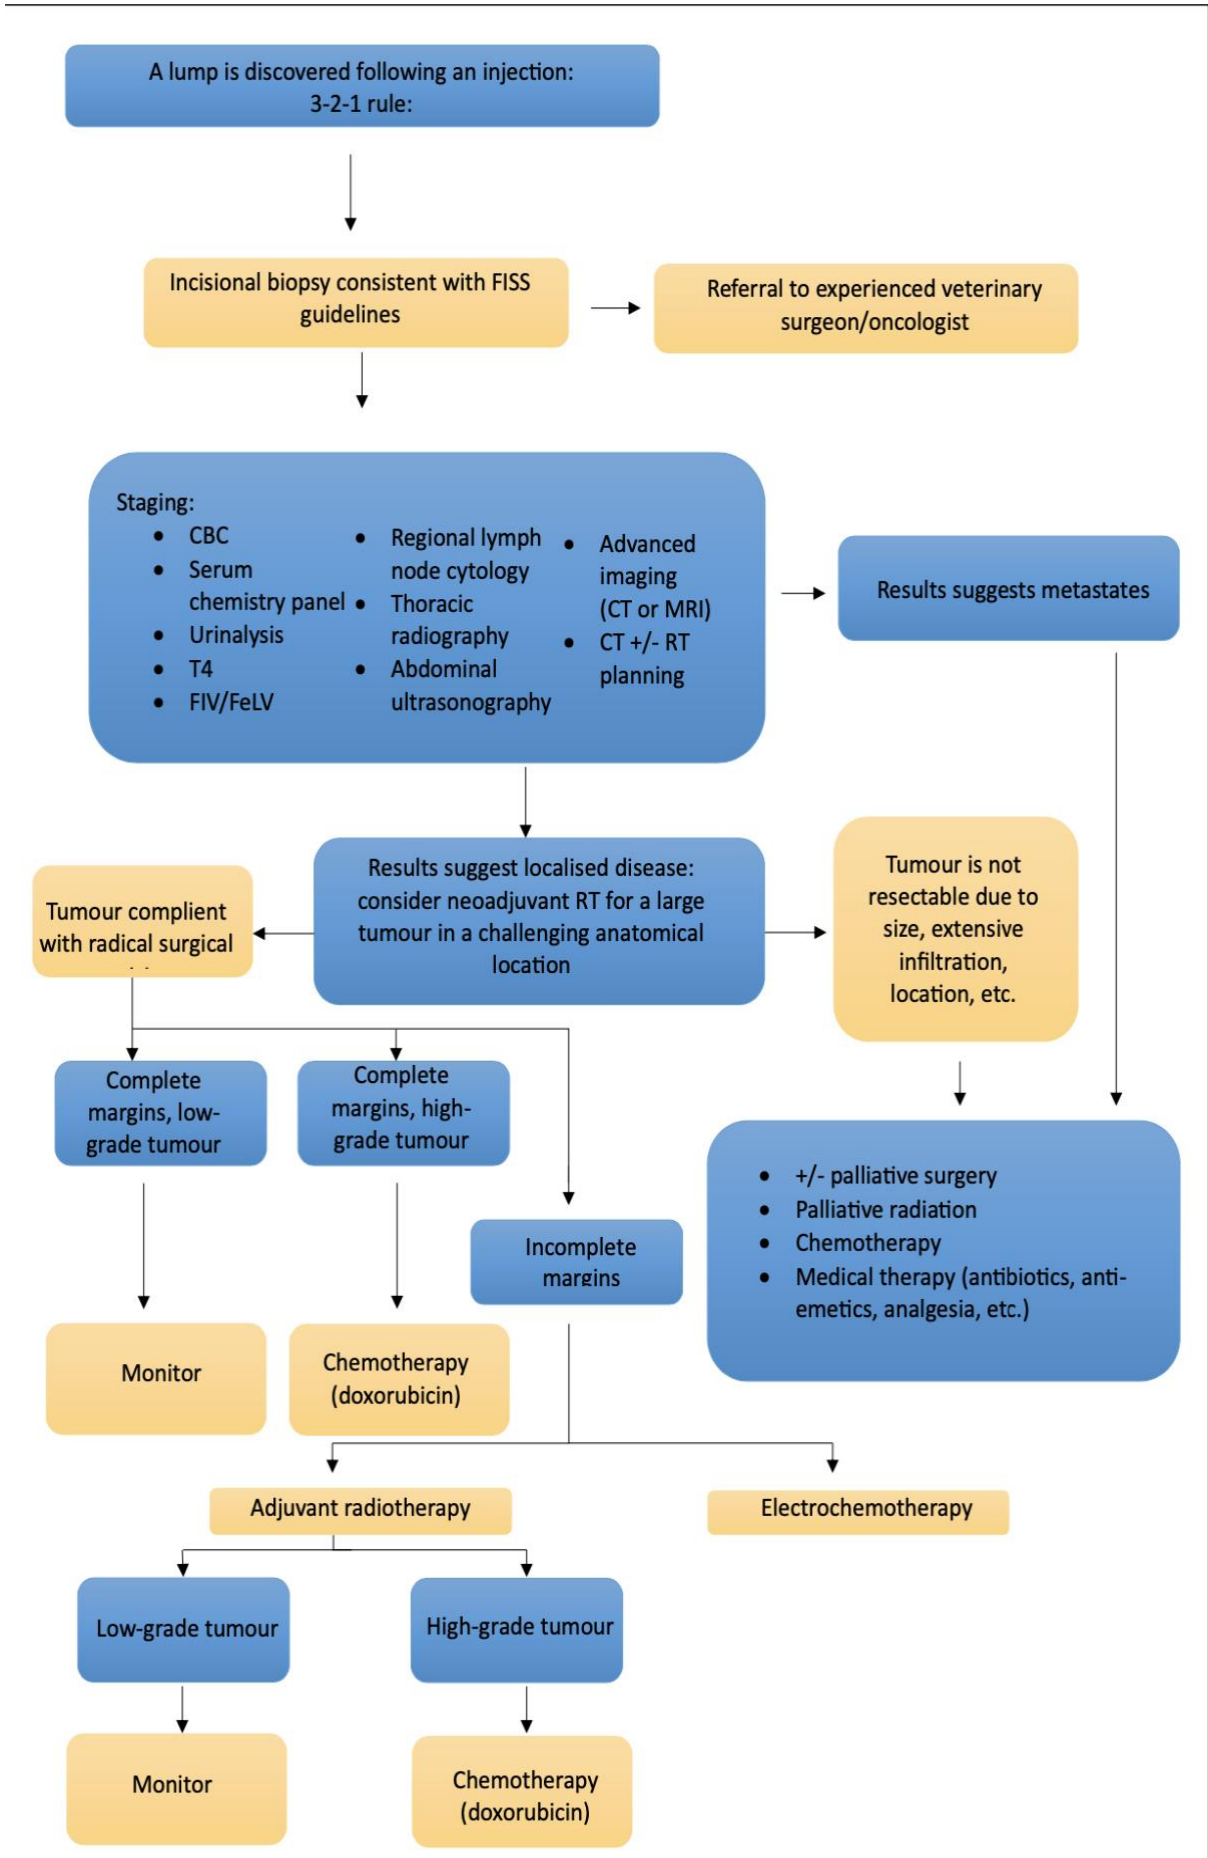 A lump is discovered following an injection:
3-2-1 rule:
Incisional biopsy consistent with FISS
guidelines
Referral to experienced veterinary
surgeon/oncologist
Staging:
• CBC
• Serum
chemistry panel
• Urinalysis
• T4
• FIV/FeLV
• Regional lymph
node cytology
• Thoracic
radiography
• Abdominal
ultrasonography
• Advanced
imaging
(CT or MRI)
• CT +/- RT
planning
Results suggests metastates
Results suggest localised disease:
consider neoadjuvant RT for a large
tumour in a challenging anatomical
location
Tumour complient
with radical surgical
Tumour is not
resectable due to
size, extensive
infiltration,
location, etc.
Complete
margins, low-
grade tumour
Complete
margins, high-
grade tumour
Incomplete
margins
• +/- palliative surgery
• Palliative radiation
• Chemotherapy
• Medical therapy (antibiotics, anti-
emetics, analgesia, etc.)
Monitor
Chemotherapy
(doxorubicin)
Adjuvant radiotherapy
Electrochemotherapy
Low-grade tumour
High-grade tumour
Monitor
Chemotherapy
(doxorubicin)